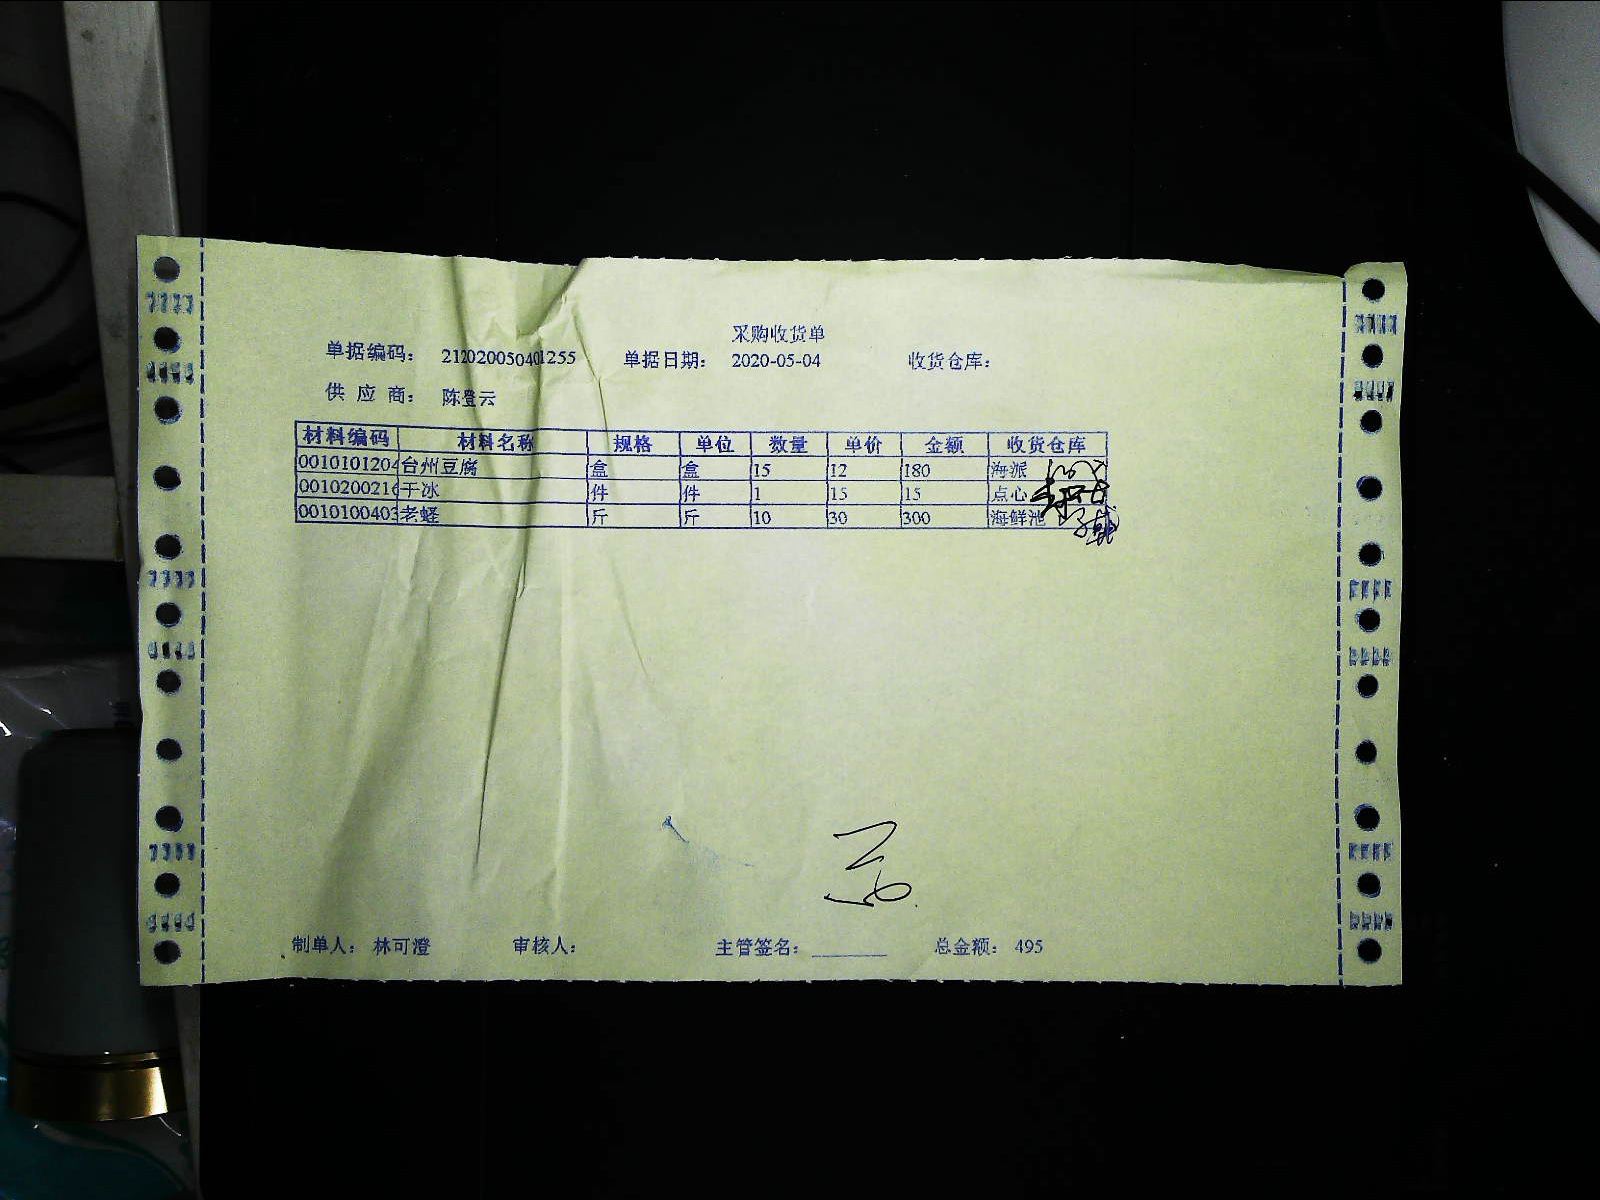 采购收货单
单据编码: 212020050401255 单据日期: 2020-05-04 收货仓库:
供应商: 陈登云
材料编码 材料名称 规格 单位 数量 单价 金额 收货仓库
0010101204 台州豆腐 盒 盒 15 12 180 海派
0010200216 干冰 件 件 1 15 15 点心
0010100403 老蛏 斤 斤 10 30 300 海鲜池
制单人: 林可澄 审核人: 主管签名: ________ 总金额: 495